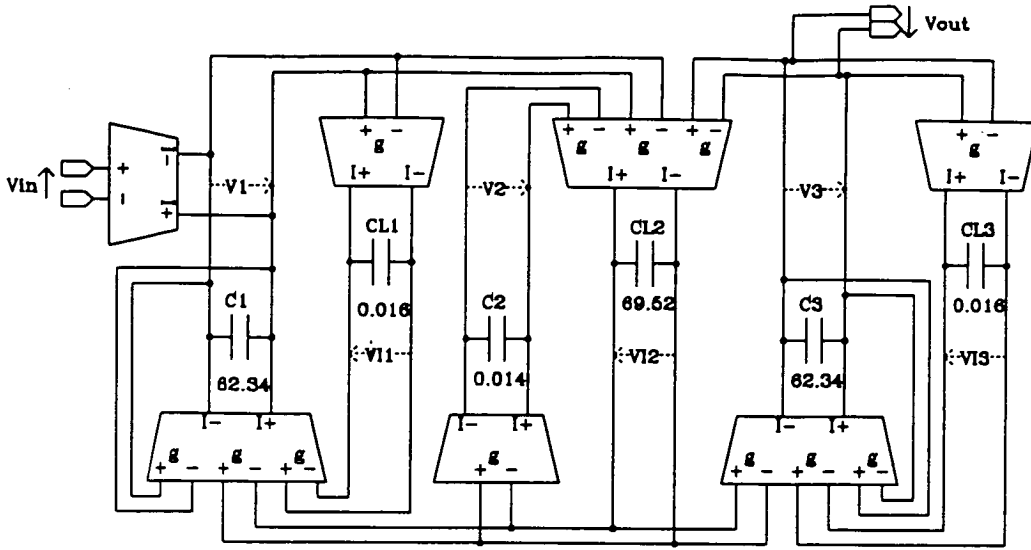 Vout
+ − + − + − + − + −
g g g g g
I+ I− I+ I− I+ I−
+ I−
Vin
− I+
V1 V2 V3
CL1 CL2 CL3
0.016 69.52 0.016
C1 C2 C3
62.34 0.014 62.34
VI1 VI2 VI3
I− I+ I− I+ I− I+
g g g g g g g
+ − + − + − + − + − + − + −